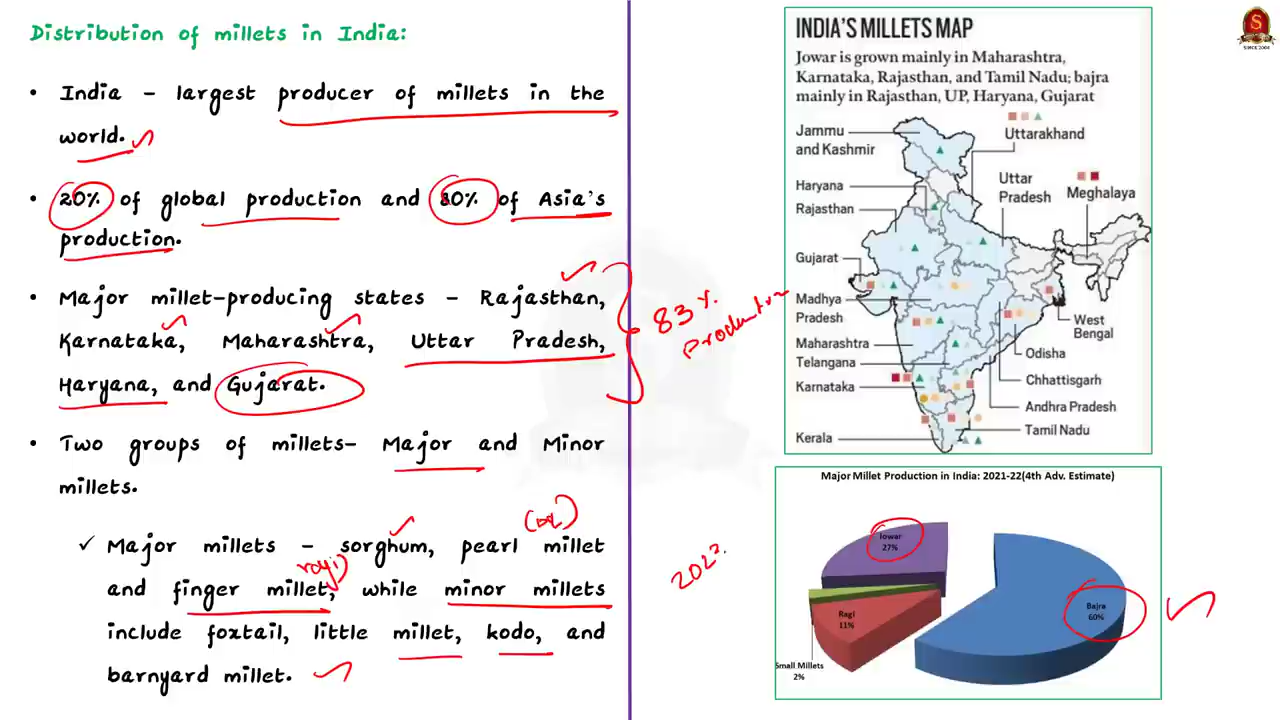 Distribution of millets in India:
• India – largest producer of millets in the
world.
• 20% of global production and 80% of Asia's
production.
• Major millet-producing states – Rajasthan,
Karnataka, Maharashtra, Uttar Pradesh,
Haryana, and Gujarat.
83%
Production
• Two groups of millets– Major and Minor
millets.
✓ Major millets – sorghum, pearl millet
and finger millet, while minor millets
include foxtail, little millet, kodo, and
barnyard millet.
ragi)
INDIA'S MILLETS MAP
Jowar is grown mainly in Maharashtra,
Karnataka, Rajasthan, and Tamil Nadu; bajra
mainly in Rajasthan, UP, Haryana, Gujarat
Jammu
and Kashmir
Uttarakhand
Haryana
Uttar
Pradesh
Meghalaya
Rajasthan
Gujarat
Madhya
Pradesh
West
Bengal
Maharashtra
Odisha
Telangana
Chhattisgarh
Karnataka
Andhra Pradesh
Tamil Nadu
Kerala
Major Millet Production in India: 2021-22(4th Adv. Estimate)
Jowar
27%
Bajra
60%
Ragi
11%
Small Millets
2%
S
SINCE 2004